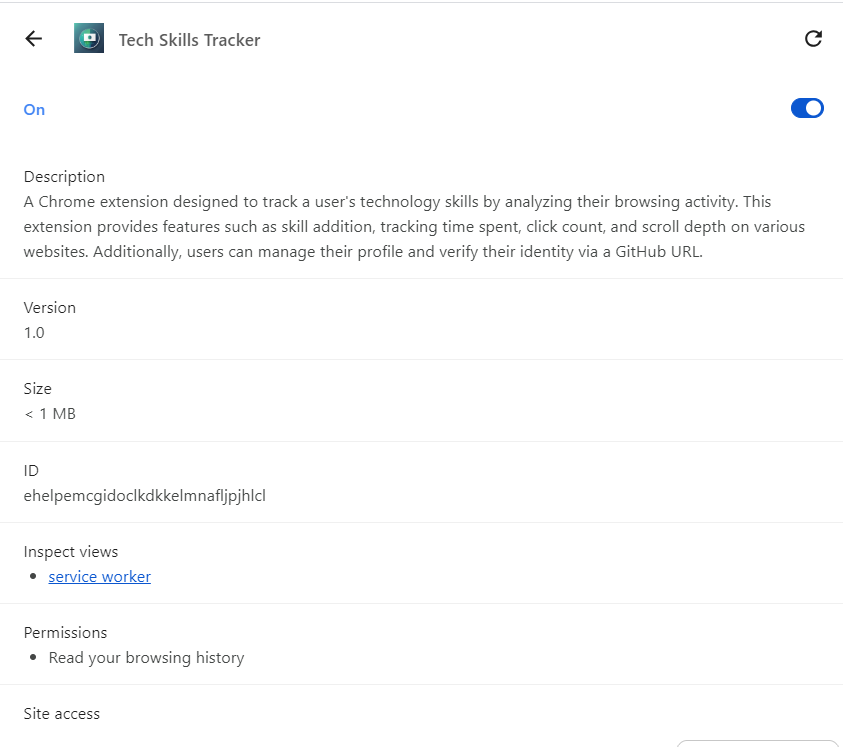 Tech Skills Tracker
On
Description
A Chrome extension designed to track a user's technology skills by analyzing their browsing activity. This
extension provides features such as skill addition, tracking time spent, click count, and scroll depth on various
websites. Additionally, users can manage their profile and verify their identity via a GitHub URL.
Version
1.0
Size
< 1 MB
ID
ehelpemcgidoclkdkkelmnafljpjhlcl
Inspect views
service worker
Permissions
Read your browsing history
Site access